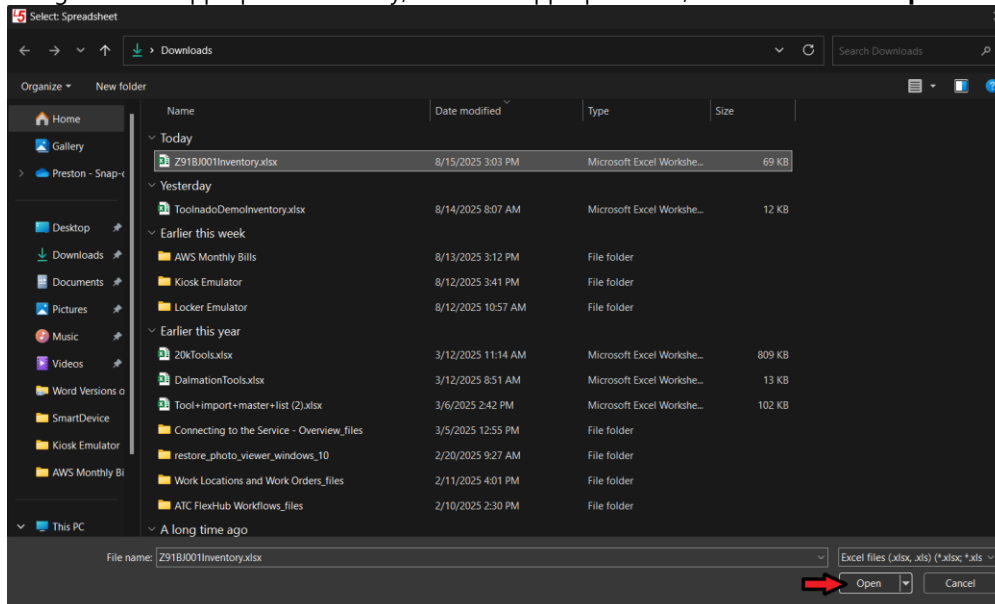 L5 Select: Spreadsheet
Downloads
Search Downloads
Organize
New folder
Name Date modified Type Size
Home
Gallery
Preston - Snap-
Desktop
Downloads
Documents
Pictures
Music
Videos
Word Versions o
SmartDevice
Kiosk Emulator
AWS Monthly Bi
This PC
Today
Z91BJ001Inventory.xlsx 8/15/2025 3:03 PM Microsoft Excel Workshe... 69 KB
Yesterday
ToolnadoDemoInventory.xlsx 8/14/2025 8:07 AM Microsoft Excel Workshe... 12 KB
Earlier this week
AWS Monthly Bills 8/13/2025 3:12 PM File folder
Kiosk Emulator 8/12/2025 3:41 PM File folder
Locker Emulator 8/12/2025 10:57 AM File folder
Earlier this year
20kTools.xlsx 3/12/2025 11:14 AM Microsoft Excel Workshe... 809 KB
DalmationTools.xlsx 3/12/2025 8:51 AM Microsoft Excel Workshe... 13 KB
Tool+import+master+list (2).xlsx 3/6/2025 2:42 PM Microsoft Excel Workshe... 102 KB
Connecting to the Service - Overview_files 3/5/2025 12:55 PM File folder
restore_photo_viewer_windows_10 2/20/2025 9:27 AM File folder
Work Locations and Work Orders_files 2/11/2025 4:01 PM File folder
ATC FlexHub Workflows_files 2/10/2025 2:30 PM File folder
A long time ago
File name: Z91BJ001Inventory.xlsx
Excel files (.xlsx, .xls) (*.xlsx; *.xls
Open Cancel